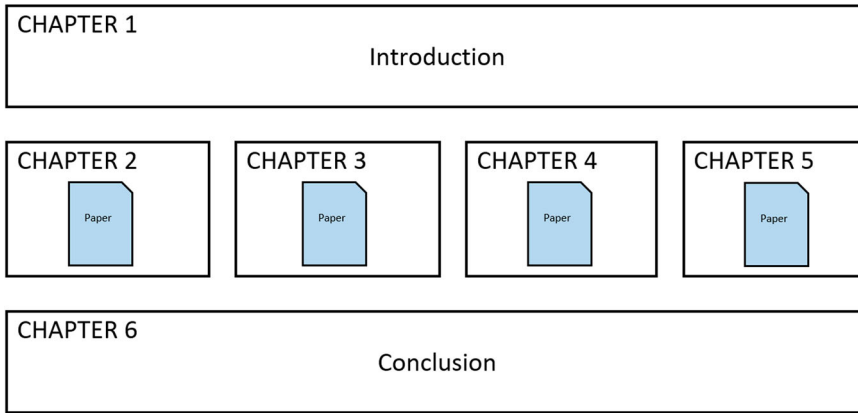 CHAPTER 1
Introduction
CHAPTER 2
Paper
CHAPTER 3
Paper
CHAPTER 4
Paper
CHAPTER 5
Paper
CHAPTER 6
Conclusion